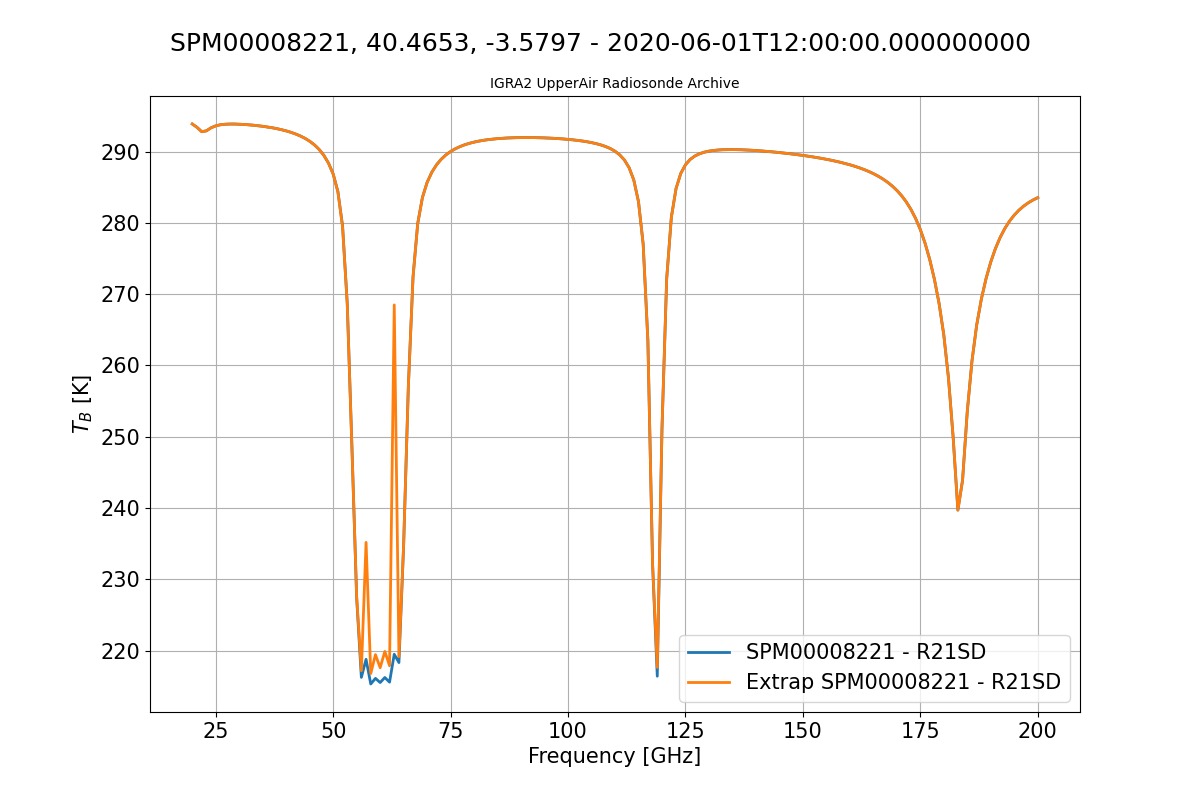 SPM00008221, 40.4653, -3.5797 - 2020-06-01T12:00:00.000000000
IGRA2 UpperAir Radiosonde Archive
290
280
270
260
250
240
230
220
T_B [K]
SPM00008221 - R21SD
Extrap SPM00008221 - R21SD
25 50 75 100 125 150 175 200
Frequency [GHz]